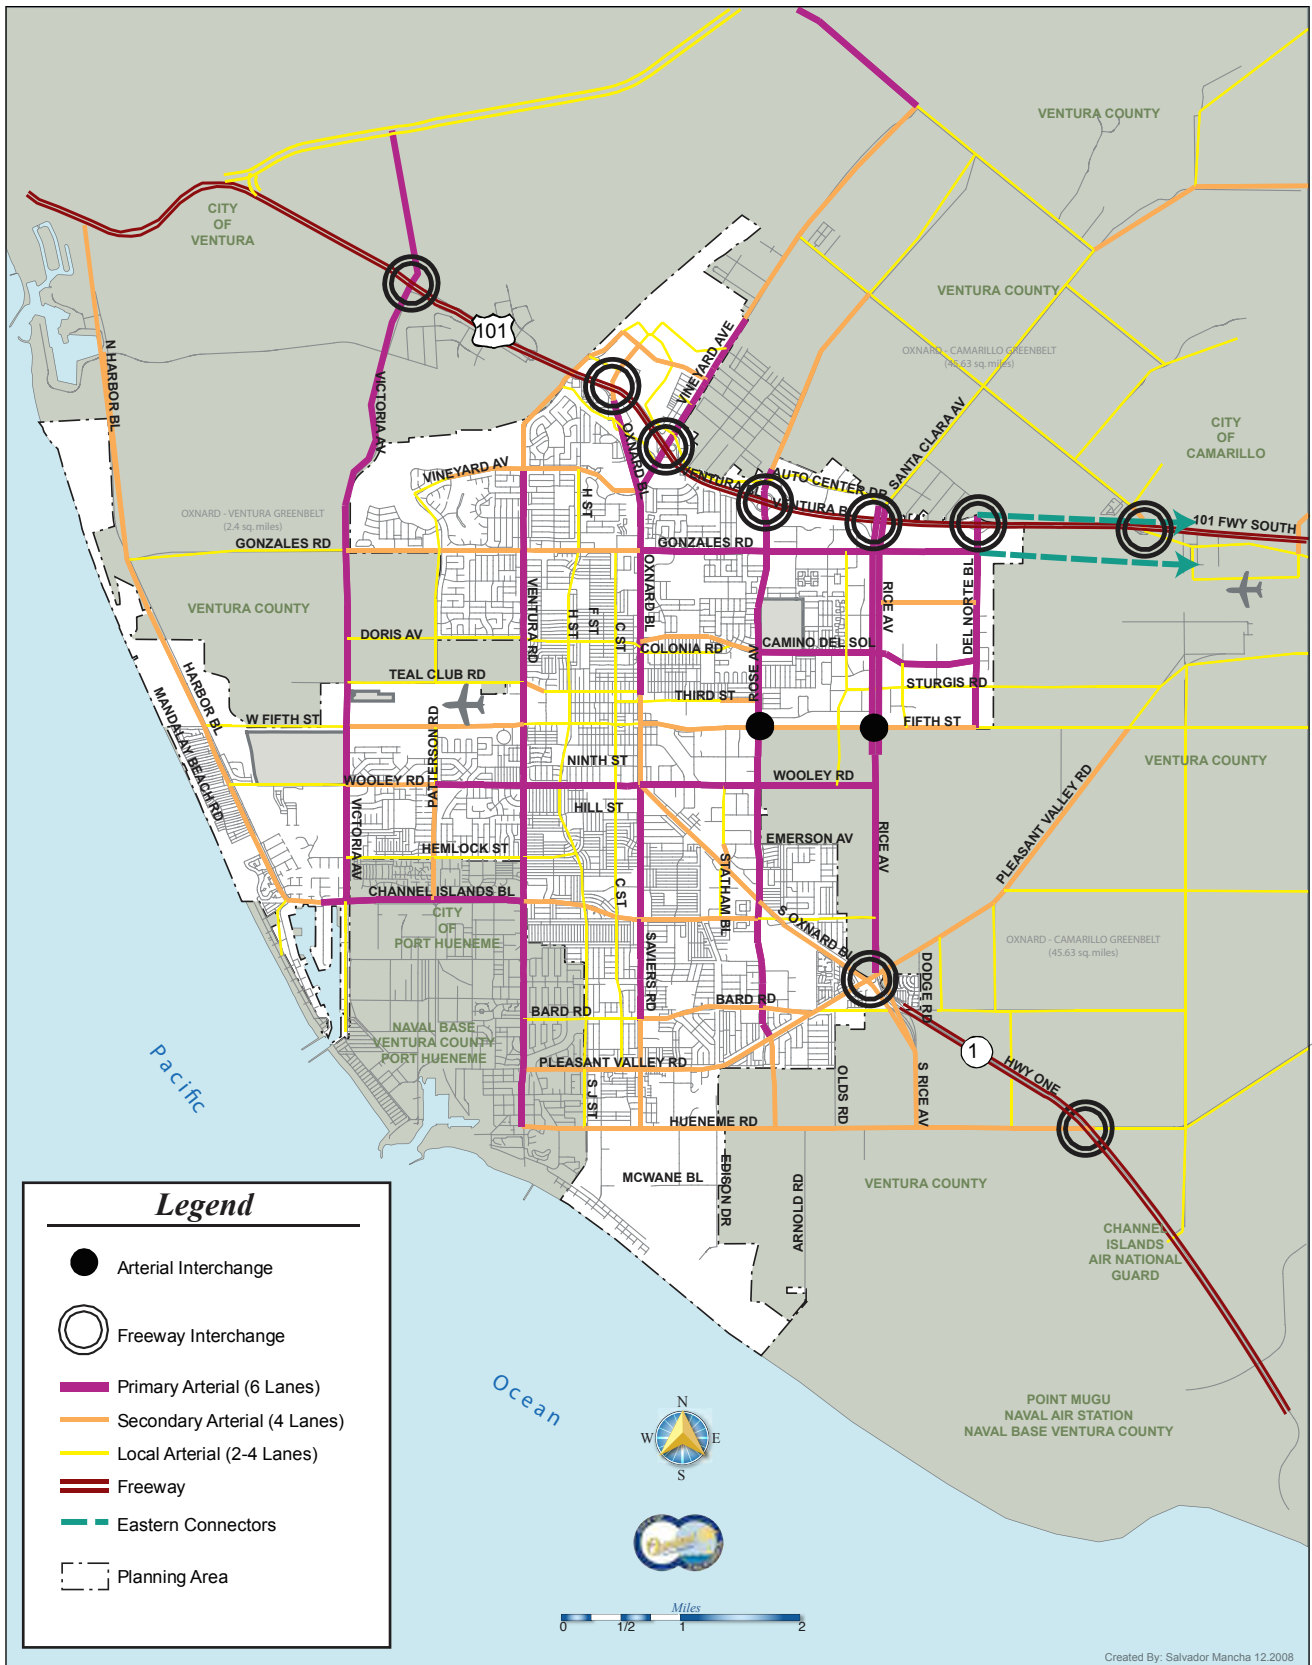 VENTURA COUNTY
CITY
OF
VENTURA
VENTURA COUNTY
101
N HARBOR BL
VICTORIA AV
VINEYARD AVE
OXNARD - CAMARILLO GREENBELT
(45.63 sq.miles)
OXNARD BL
SANTA CLARA AV
CITY
OF
CAMARILLO
VINEYARD AV
H ST
VENTURA B
AUTO CENTER DR
VENTURA B
OXNARD - VENTURA GREENBELT
(2.4 sq.miles)
101 FWY SOUTH
GONZALES RD
GONZALES RD
VENTURA COUNTY
VENTURA RD
H ST
F ST
C ST
OXNARD BL
RICE AV
DEL NORTE BL
DORIS AV
COLONIA RD
CAMINO DEL SOL
TEAL CLUB RD
ROSE AV
STURGIS RD
THIRD ST
HARBOR BL
MANDALAY BEACH RD
W FIFTH ST
PATTERSON RD
FIFTH ST
NINTH ST
VENTURA COUNTY
WOOLEY RD
WOOLEY RD
PLEASANT VALLEY RD
VICTORIA AV
HILL ST
EMERSON AV
RICE AV
HEMLOCK ST
STATHAM BL
C ST
CHANNEL ISLANDS BL
CITY
OF
PORT HUENEME
S OXNARD BL
SAVIERS RD
OXNARD - CAMARILLO GREENBELT
(45.63 sq.miles)
DODGE RD
BARD RD
BARD RD
NAVAL BASE
VENTURA COUNTY
PORT HUENEME
PLEASANT VALLEY RD
1
HWY ONE
Pacific
S J ST
OLDS RD
S RICE AV
HUENEME RD
MCWANE BL
EDISON DR
ARNOLD RD
VENTURA COUNTY
CHANNEL
ISLANDS
AIR NATIONAL
GUARD
Legend
Arterial Interchange
Freeway Interchange
Primary Arterial (6 Lanes)
Secondary Arterial (4 Lanes)
Local Arterial (2-4 Lanes)
Freeway
Eastern Connectors
Planning Area
Ocean
POINT MUGU
NAVAL AIR STATION
NAVAL BASE VENTURA COUNTY
N
W E
S
Miles
0 1/2 1 2
Created By: Salvador Mancha 12.2008